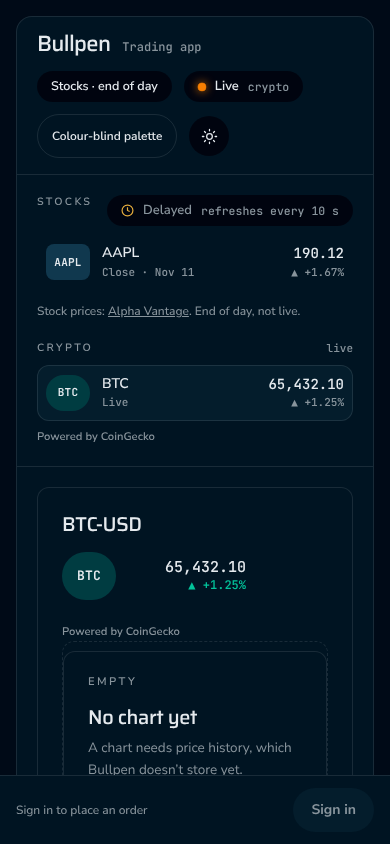 Bullpen Trading app
Stocks · end of day
Live crypto
Colour-blind palette
STOCKS
Delayed refreshes every 10 s
AAPL
AAPL
190.12
Close · Nov 11
▲ +1.67%
Stock prices: Alpha Vantage. End of day, not live.
CRYPTO
live
BTC
BTC
65,432.10
Live
▲ +1.25%
Powered by CoinGecko
BTC-USD
BTC
65,432.10
▲ +1.25%
Powered by CoinGecko
EMPTY
No chart yet
A chart needs price history, which
Bullpen doesn't store yet.
Sign in to place an order
Sign in